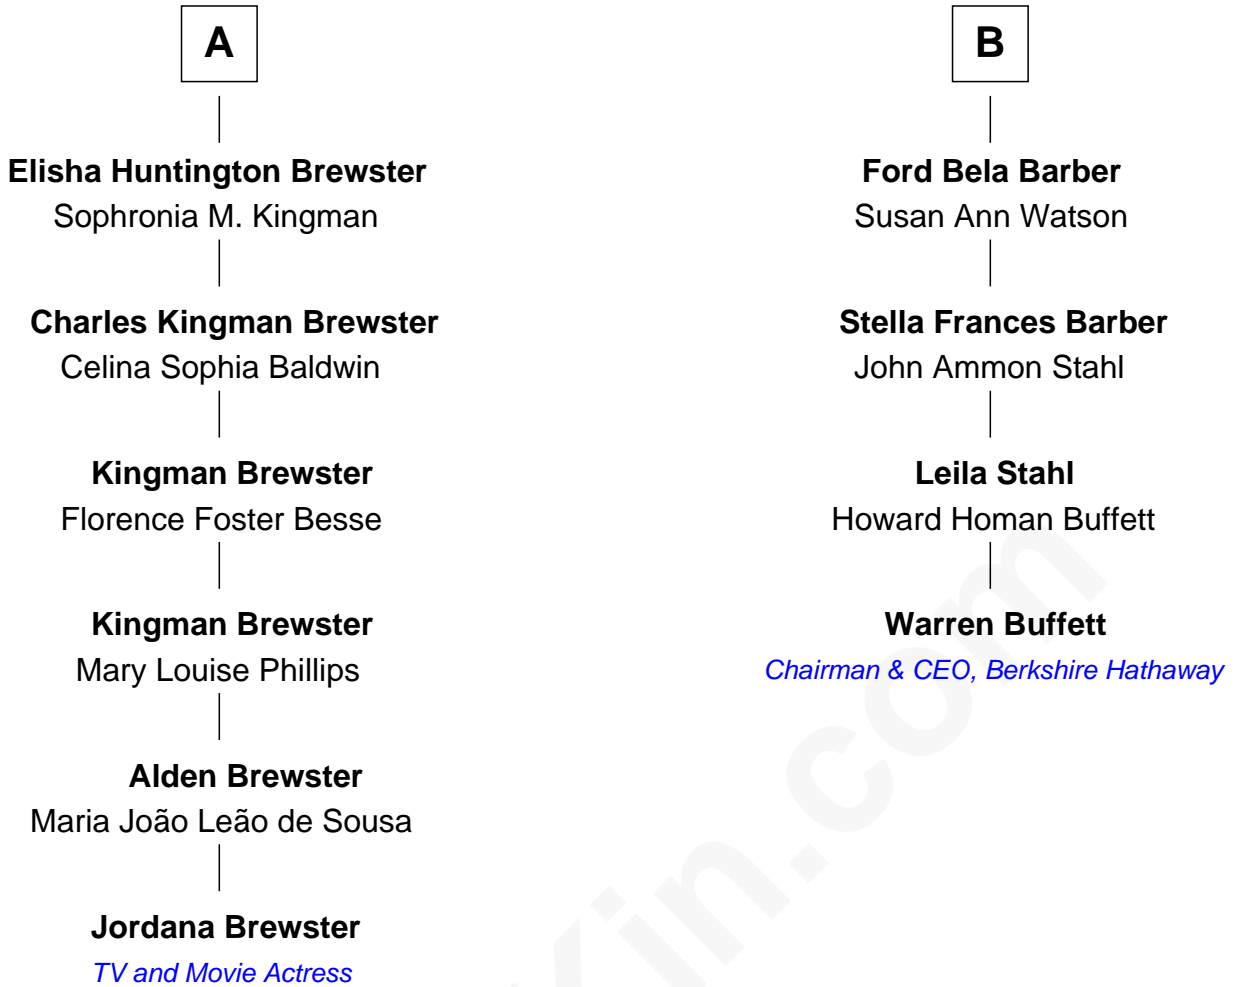 A
Elisha Huntington Brewster
Sophronia M. Kingman
Charles Kingman Brewster
Celina Sophia Baldwin
Kingman Brewster
Florence Foster Besse
Kingman Brewster
Mary Louise Phillips
Alden Brewster
Maria João Leão de Sousa
Jordana Brewster
TV and Movie Actress
B
Ford Bela Barber
Susan Ann Watson
Stella Frances Barber
John Ammon Stahl
Leila Stahl
Howard Homan Buffett
Warren Buffett
Chairman & CEO, Berkshire Hathaway
Kin.com